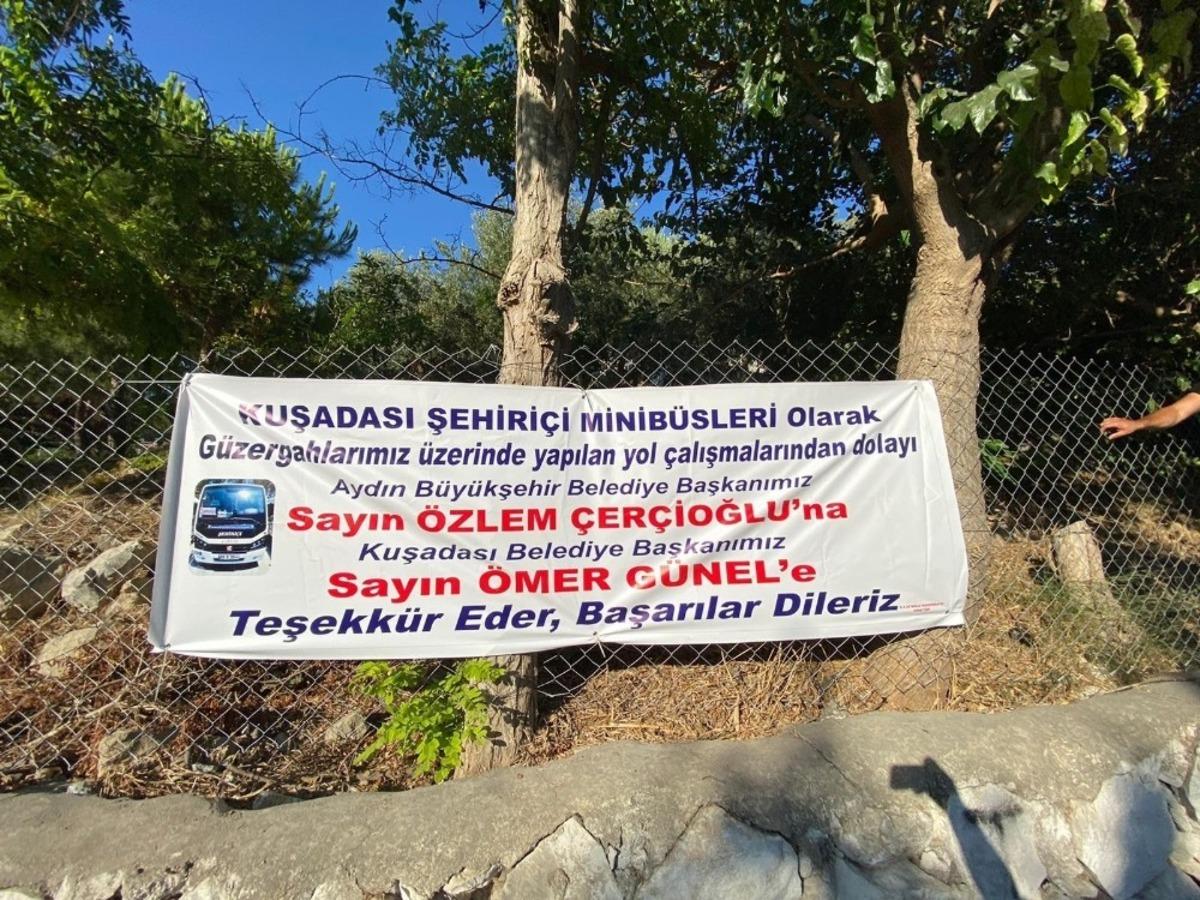 KUŞADASI ŞEHİRİÇİ MİNİBÜSLERİ Olarak
Güzergahlarımız üzerinde yapılan yol çalışmalarından dolayı
Aydın Büyükşehir Belediye Başkanımız
Sayın ÖZLEM ÇERÇİOĞLU'na
Kuşadası Belediye Başkanımız
Sayın ÖMER GÜNEL'e
Teşekkür Eder, Başarılar Dileriz